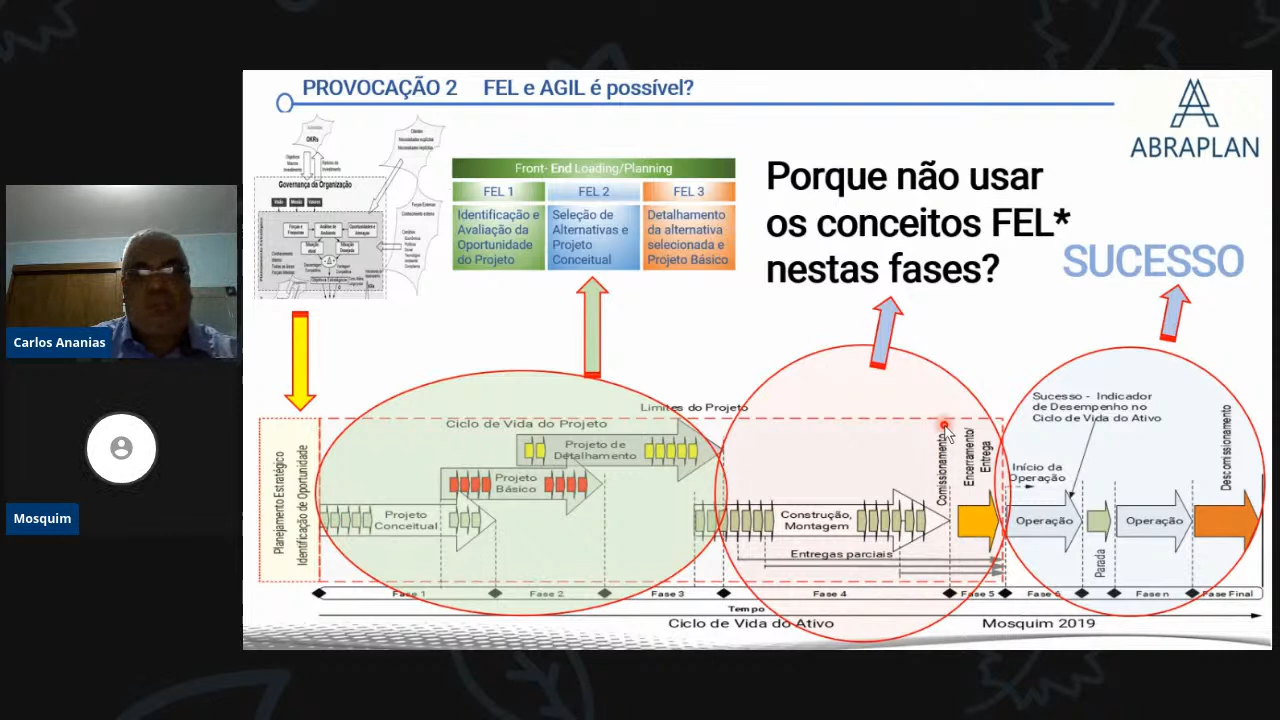 PROVOCAÇÃO 2 FEL e AGIL é possível?
ABRAPLAN
OKRs
Governança da Organização
Front- End Loading/Planning
FEL 1
FEL 2
FEL 3
Identificação e
Avaliação da
Oportunidade
do Projeto
Seleção de
Alternativas e
Projeto
Conceitual
Detalhamento
da alternativa
selecionada e
Projeto Básico
Porque não usar
os conceitos FEL*
nestas fases?
SUCESSO
Carlos Ananias
Mosquim
Limites do Projeto
Ciclo de Vida do Projeto
Projeto de
Detalhamento
Projeto
Básico
Projeto
Conceitual
Planejamento Estratégico
Identificação de Oportunidade
Construção,
Montagem
Entregas parciais
Comissionamento
Encerramento/
Entrega
Sucesso - Indicador
de Desempenho no
Ciclo de Vida do Ativo
Início da
Operação
Operação
Parada
Operação
Descomissionamento
Fase 1
Fase 2
Fase 3
Fase 4
Fase 5
Fase 6
Fase n
Fase Final
Tempo
Ciclo de Vida do Ativo
Mosquim 2019